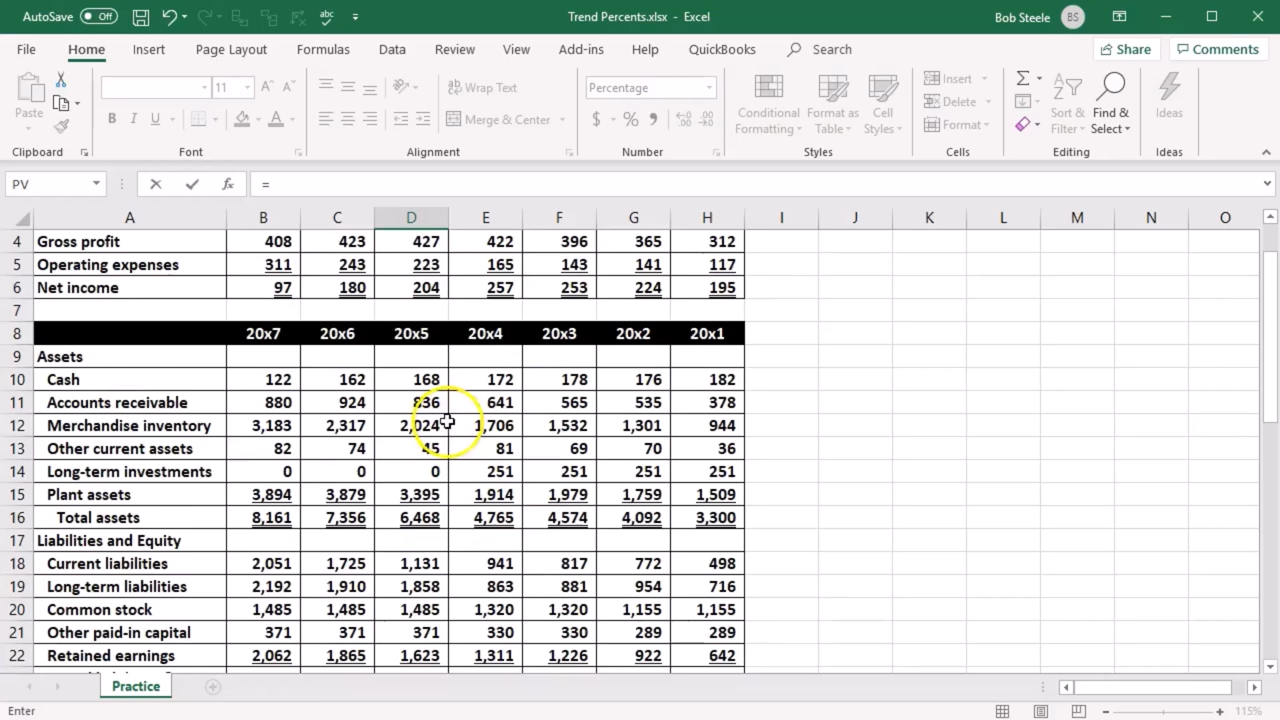 AutoSave Off Trend Percents.xlsx - Excel Bob Steele BS
File Home Insert Page Layout Formulas Data Review View Add-ins Help QuickBooks Search Share Comments
Paste 11 A A Wrap Text Percentage Conditional Formatting Format as Table Cell Styles Insert Delete Format Sort & Filter Find & Select Ideas
B I U A Merge & Center $ % ,
Clipboard Font Alignment Number Styles Cells Editing Ideas
PV fx =
A B C D E F G H I J K L M N O
4 Gross profit 408 423 427 422 396 365 312
5 Operating expenses 311 243 223 165 143 141 117
6 Net income 97 180 204 257 253 224 195
7
8 20x7 20x6 20x5 20x4 20x3 20x2 20x1
9 Assets
10 Cash 122 162 168 172 178 176 182
11 Accounts receivable 880 924 836 641 565 535 378
12 Merchandise inventory 3,183 2,317 2,024 1,706 1,532 1,301 944
13 Other current assets 82 74 45 81 69 70 36
14 Long-term investments 0 0 0 251 251 251 251
15 Plant assets 3,894 3,879 3,395 1,914 1,979 1,759 1,509
16 Total assets 8,161 7,356 6,468 4,765 4,574 4,092 3,300
17 Liabilities and Equity
18 Current liabilities 2,051 1,725 1,131 941 817 772 498
19 Long-term liabilities 2,192 1,910 1,858 863 881 954 716
20 Common stock 1,485 1,485 1,485 1,320 1,320 1,155 1,155
21 Other paid-in capital 371 371 371 330 330 289 289
22 Retained earnings 2,062 1,865 1,623 1,311 1,226 922 642
Practice
Enter 115%